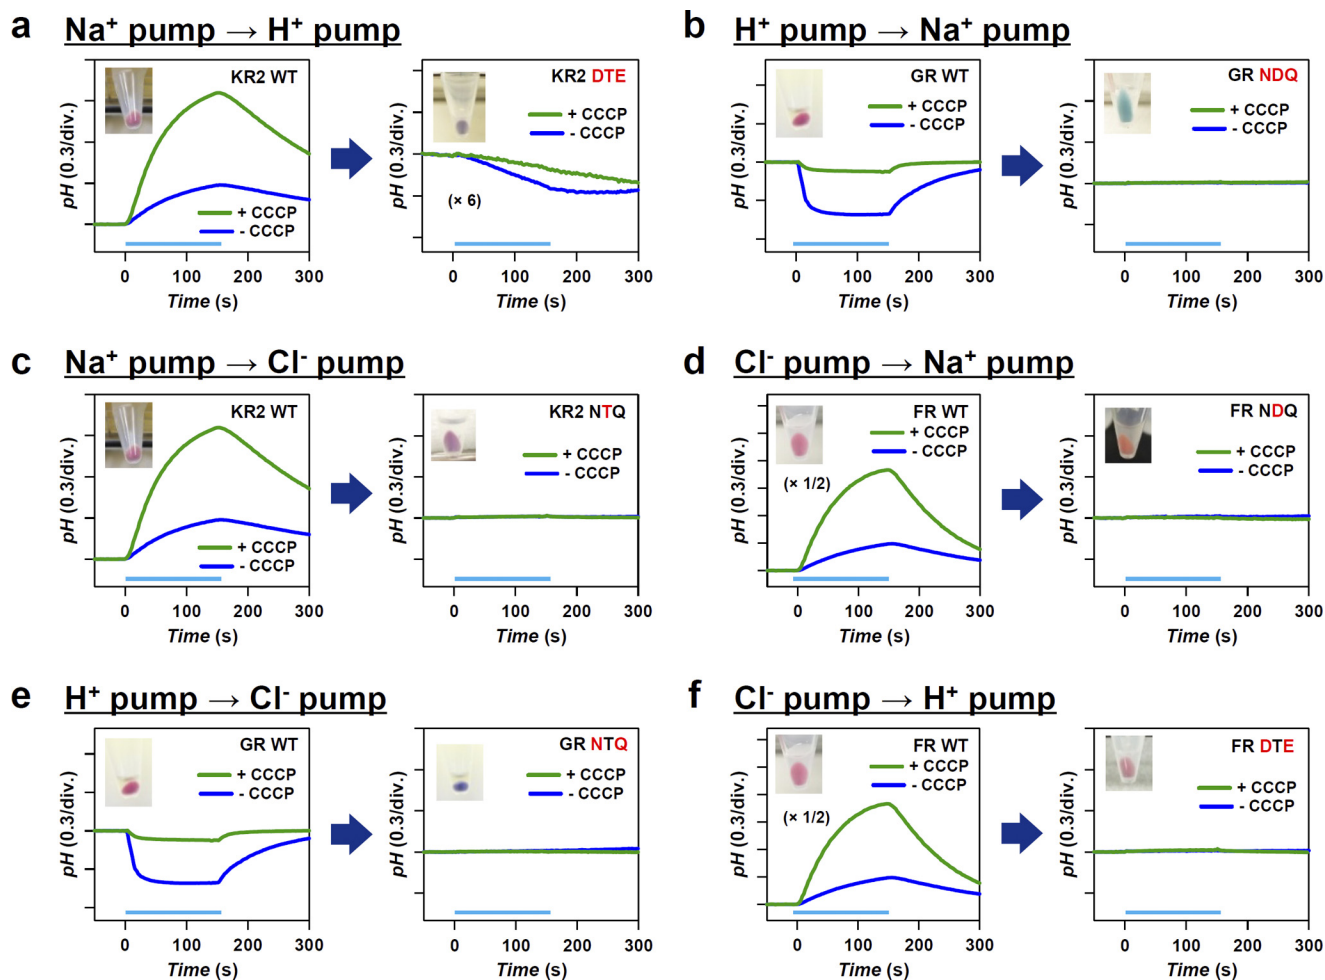 a Na⁺ pump → H⁺ pump
KR2 WT
+ CCCP
- CCCP
pH (0.3/div.)
0 100 200 300
Time (s)
KR2 DTE
+ CCCP
- CCCP
(× 6)
pH (0.3/div.)
0 100 200 300
Time (s)
b H⁺ pump → Na⁺ pump
GR WT
+ CCCP
- CCCP
pH (0.3/div.)
0 100 200 300
Time (s)
GR NDQ
+ CCCP
- CCCP
pH (0.3/div.)
0 100 200 300
Time (s)
c Na⁺ pump → Cl⁻ pump
KR2 WT
+ CCCP
- CCCP
pH (0.3/div.)
0 100 200 300
Time (s)
KR2 NTQ
+ CCCP
- CCCP
pH (0.3/div.)
0 100 200 300
Time (s)
d Cl⁻ pump → Na⁺ pump
FR WT
+ CCCP
- CCCP
(× 1/2)
pH (0.3/div.)
0 100 200 300
Time (s)
FR NDQ
+ CCCP
- CCCP
pH (0.3/div.)
0 100 200 300
Time (s)
e H⁺ pump → Cl⁻ pump
GR WT
+ CCCP
- CCCP
pH (0.3/div.)
0 100 200 300
Time (s)
GR NTQ
+ CCCP
- CCCP
pH (0.3/div.)
0 100 200 300
Time (s)
f Cl⁻ pump → H⁺ pump
FR WT
+ CCCP
- CCCP
(× 1/2)
pH (0.3/div.)
0 100 200 300
Time (s)
FR DTE
+ CCCP
- CCCP
pH (0.3/div.)
0 100 200 300
Time (s)